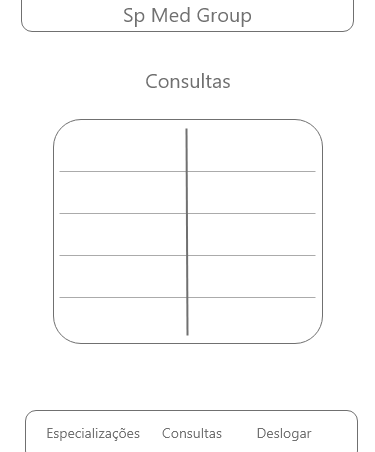 Sp Med Group
Consultas
Especializações Consultas Deslogar